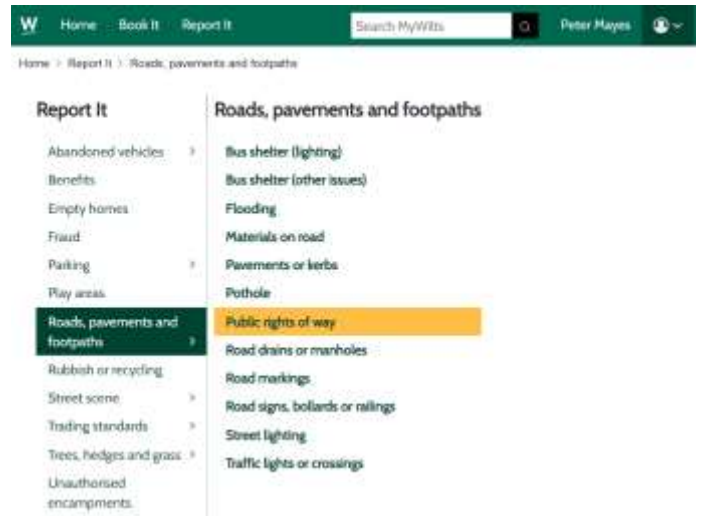 W Home Book It Report It Search MyWilts Peter Mayes
Home > Report It > Roads, pavements and footpaths
Report It
Abandoned vehicles >
Benefits
Empty homes
Fraud
Parking >
Play areas
Roads, pavements and
footpaths >
Rubbish or recycling
Street scene >
Trading standards >
Trees, hedges and grass >
Unauthorised
encampments
Roads, pavements and footpaths
Bus shelter (lighting)
Bus shelter (other issues)
Flooding
Materials on road
Pavements or kerbs
Pothole
Public rights of way
Road drains or manholes
Road markings
Road signs, bollards or railings
Street lighting
Traffic lights or crossings